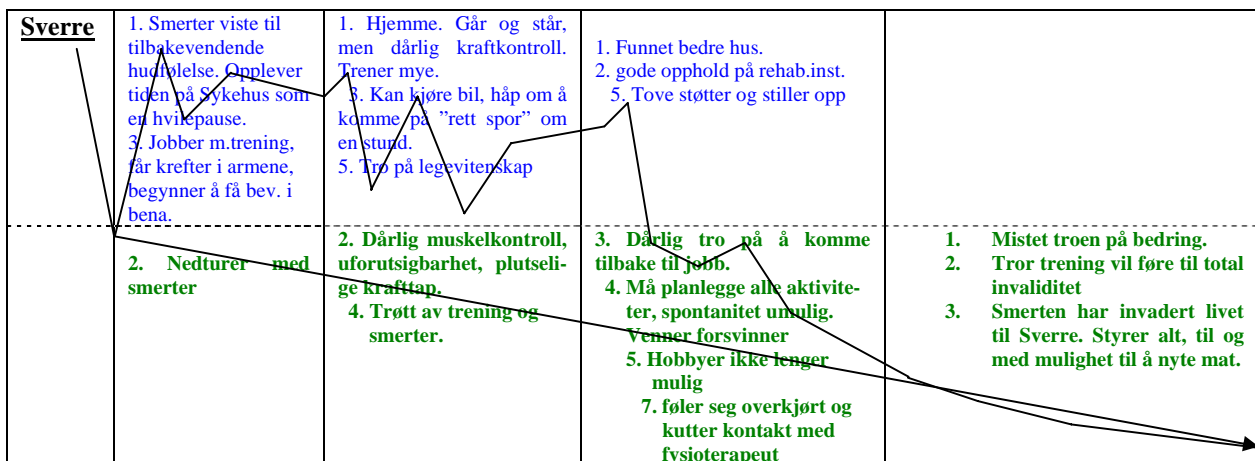 Sverre
1. Smerter viste til
tilbakevendende
hudfølelse. Opplever
tiden på Sykehus som
en hvilepause.
3. Jobber m.trening,
får krefter i armene,
begynner å få bev. i
bena.
1. Hjemme. Går og står,
men dårlig kraftkontroll.
Trener mye.
3. Kan kjøre bil, håp om å
komme på ”rett spor” om
en stund.
5. Tro på legevitenskap
1. Funnet bedre hus.
2. gode opphold på rehab.inst.
5. Tove støtter og stiller opp
2. Nedturer med
smerter
2. Dårlig muskelkontroll,
uforutsigbarhet, plutseli-
ge krafttap.
4. Trøtt av trening og
smerter.
3. Dårlig tro på å komme
tilbake til jobb.
4. Må planlegge alle aktivite-
ter, spontanitet umulig.
Venner forsvinner
5. Hobbyer ikke lenger
mulig
7. føler seg overkjørt og
kutter kontakt med
fysioterapeut
1. Mistet troen på bedring.
2. Tror trening vil føre til total
invaliditet
3. Smerten har invadert livet
til Sverre. Styrer alt, til og
med mulighet til å nyte mat.